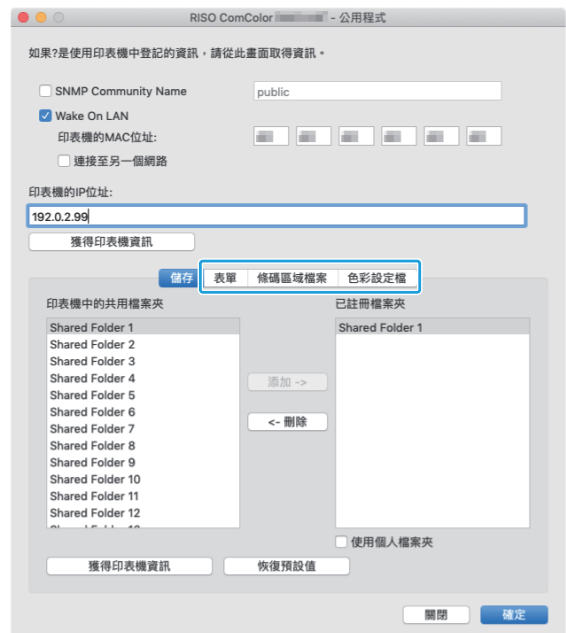 RISO ComColor - 公用程式
如果?是使用印表機中登記的資訊，請從此畫面取得資訊。
SNMP Community Name
public
Wake On LAN
印表機的MAC位址:
連接至另一個網路
印表機的IP位址:
192.0.2.99
獲得印表機資訊
儲存 表單 條碼區域檔案 色彩設定檔
印表機中的共用檔案夾
Shared Folder 1
Shared Folder 2
Shared Folder 3
Shared Folder 4
Shared Folder 5
Shared Folder 6
Shared Folder 7
Shared Folder 8
Shared Folder 9
Shared Folder 10
Shared Folder 11
Shared Folder 12
添加 ->
<- 刪除
已註冊檔案夾
Shared Folder 1
使用個人檔案夾
獲得印表機資訊
恢復預設值
關閉
確定